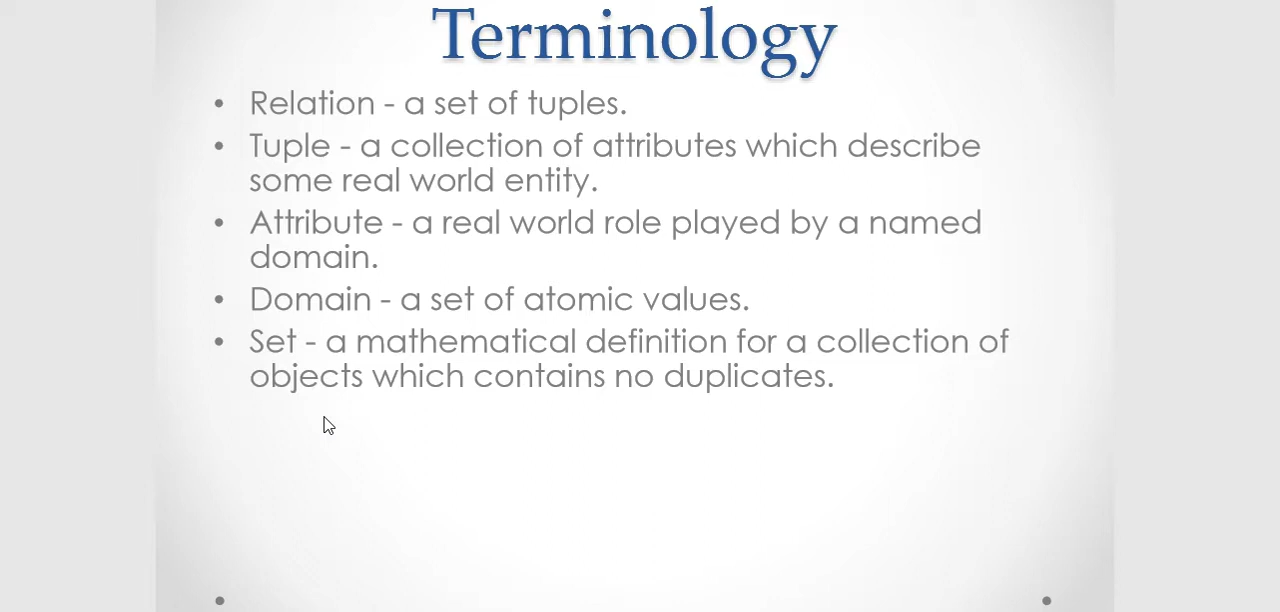 Terminology
• Relation - a set of tuples.
• Tuple - a collection of attributes which describe
some real world entity.
• Attribute - a real world role played by a named
domain.
• Domain - a set of atomic values.
• Set - a mathematical definition for a collection of
objects which contains no duplicates.